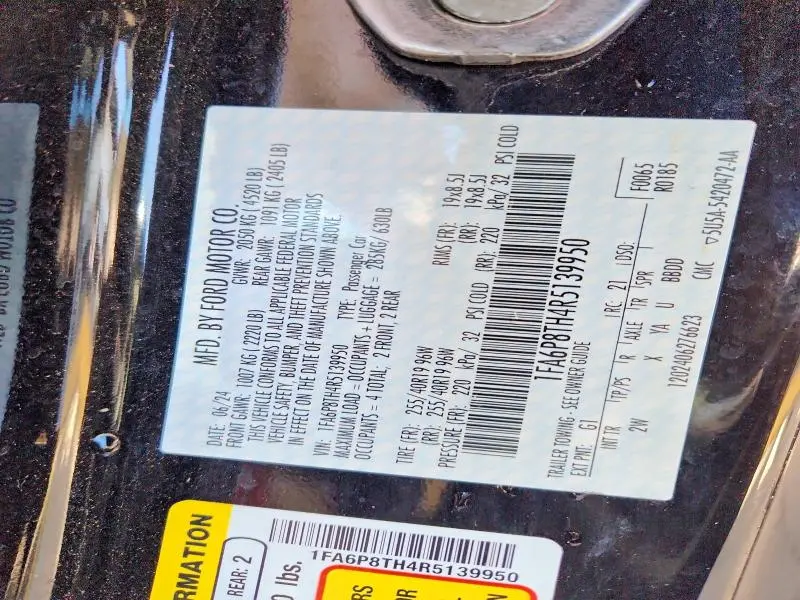 MFD. BY FORD MOTOR CO.
DATE: 06/24 GVWR: 2050 KG ( 4520 LB)
FRONT GAWR: 1007 KG ( 2220 LB) REAR GAWR: 1091 KG ( 2405 LB)
THIS VEHICLE CONFORMS TO ALL APPLICABLE FEDERAL MOTOR
VEHICLE SAFETY, BUMPER, AND THEFT PREVENTION STANDARDS
IN EFFECT ON THE DATE OF MANUFACTURE SHOWN ABOVE.
VIN: 1FA6P8TH4R5139950 TYPE: Passenger Car
MAXIMUM LOAD = OCCUPANTS + LUGGAGE = 285KG/ 630LB
OCCUPANTS = 4 TOTAL; 2 FRONT, 2 REAR
TIRE (FR): 255/40R19 96W RIMS (FR): 19x8.5J
(RR): 255/40R19 96W (RR): 19x8.5J
PRESSURE (FR): 220 kPa/ 32 PSI COLD (RR): 220 kPa/ 32 PSI COLD
1FA6P8TH4R5139950
TRAILER TOWING - SEE OWNER GUIDE
EXT PNT: G1 RC: 21 DSO: F0065
R0185
INT TR TP/PS R AXLE TR SPR
2W X YA U BBDD
1202406276623 CMC 5U5A-5420472-AA
RMATION
REAR: 2
lbs.
1FA6P8TH4R5139950